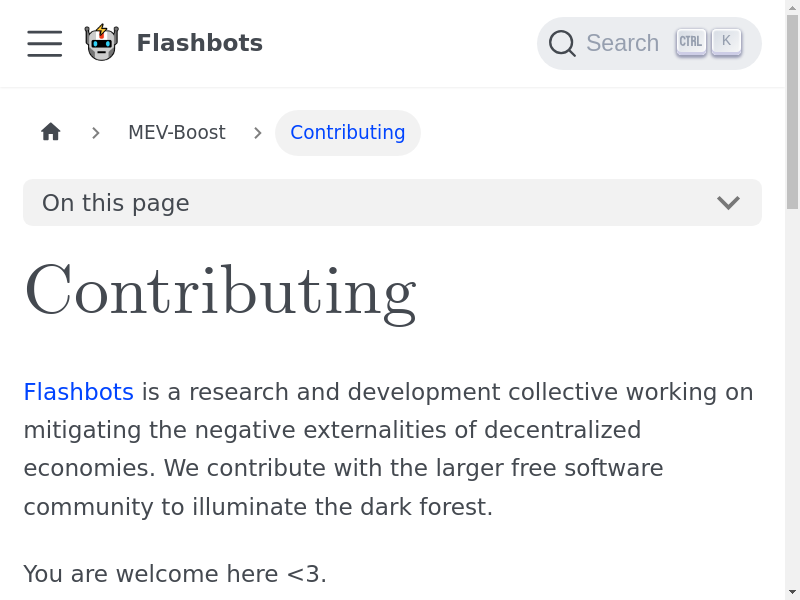 Flashbots
Search CTRL K
MEV-Boost Contributing
On this page
Contributing
Flashbots is a research and development collective working on
mitigating the negative externalities of decentralized
economies. We contribute with the larger free software
community to illuminate the dark forest.
You are welcome here <3.